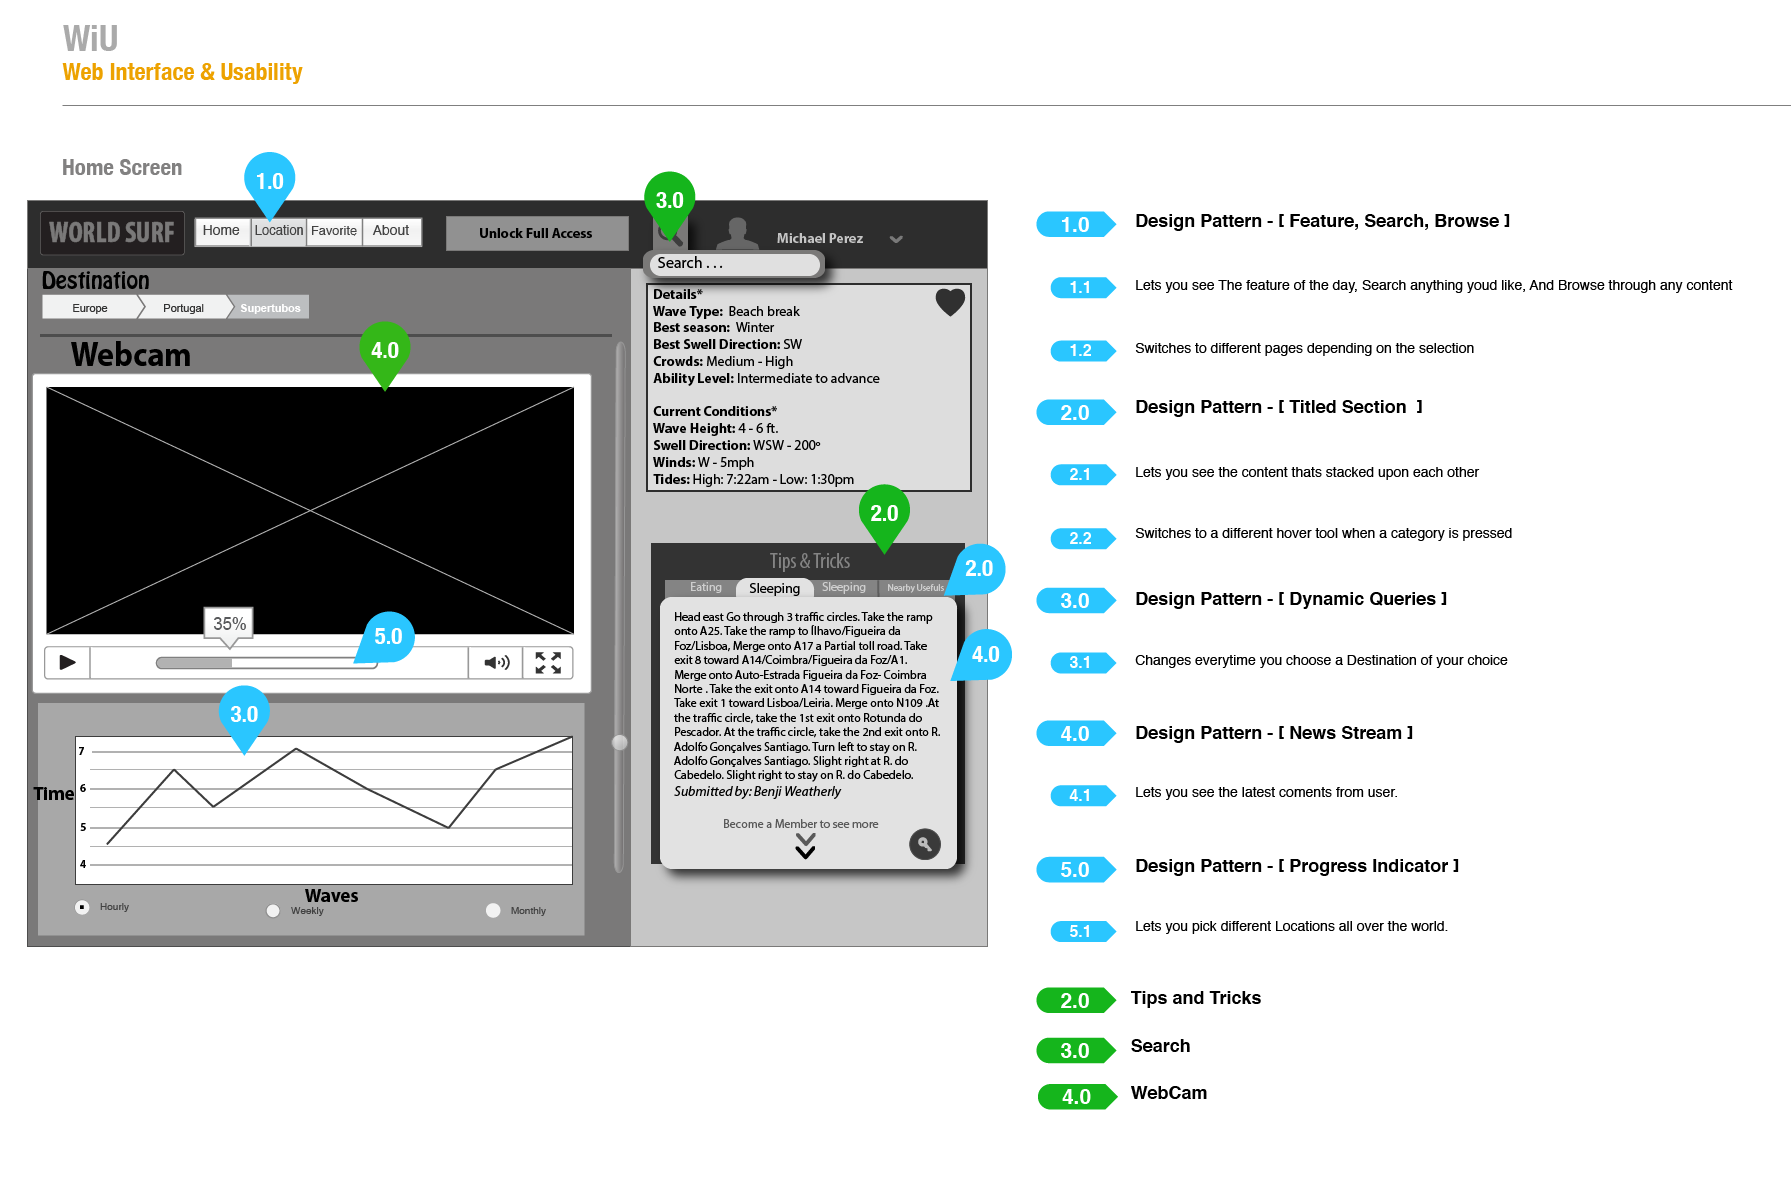 WiU
Web Interface & Usability
Home Screen
1.0
3.0
WORLD SURF
Home
Location
Favorite
About
Unlock Full Access
Michael Perez
Search . . .
Destination
Europe
Portugal
Supertubos
Webcam
4.0
35%
5.0
3.0
7
6
5
4
Time
Waves
Hourly
Weekly
Monthly
Details*
Wave Type: Beach break
Best season: Winter
Best Swell Direction: SW
Crowds: Medium - High
Ability Level: Intermediate to advance
Current Conditions*
Wave Height: 4 - 6 ft.
Swell Direction: WSW - 200º
Winds: W - 5mph
Tides: High: 7:22am - Low: 1:30pm
2.0
Tips & Tricks
2.0
Eating
Sleeping
Sleeping
Nearby Usefuls
4.0
Head east Go through 3 traffic circles. Take the ramp
onto A25. Take the ramp to Ílhavo/Figueira da
Foz/Lisboa, Merge onto A17 a Partial toll road. Take
exit 8 toward A14/Coimbra/Figueira da Foz/A1.
Merge onto Auto-Estrada Figueira da Foz- Coimbra
Norte . Take the exit onto A14 toward Figueira da Foz.
Take exit 1 toward Lisboa/Leiria. Merge onto N109 .At
the traffic circle, take the 1st exit onto Rotunda do
Pescador. At the traffic circle, take the 2nd exit onto R.
Adolfo Gonçalves Santiago. Turn left to stay on R.
Adolfo Gonçalves Santiago. Slight right at R. do
Cabedelo. Slight right to stay on R. do Cabedelo.
Submitted by: Benji Weatherly
Become a Member to see more
1.0 Design Pattern - [ Feature, Search, Browse ]
1.1 Lets you see The feature of the day, Search anything youd like, And Browse through any content
1.2 Switches to different pages depending on the selection
2.0 Design Pattern - [ Titled Section ]
2.1 Lets you see the content thats stacked upon each other
2.2 Switches to a different hover tool when a category is pressed
3.0 Design Pattern - [ Dynamic Queries ]
3.1 Changes everytime you choose a Destination of your choice
4.0 Design Pattern - [ News Stream ]
4.1 Lets you see the latest coments from user.
5.0 Design Pattern - [ Progress Indicator ]
5.1 Lets you pick different Locations all over the world.
2.0 Tips and Tricks
3.0 Search
4.0 WebCam